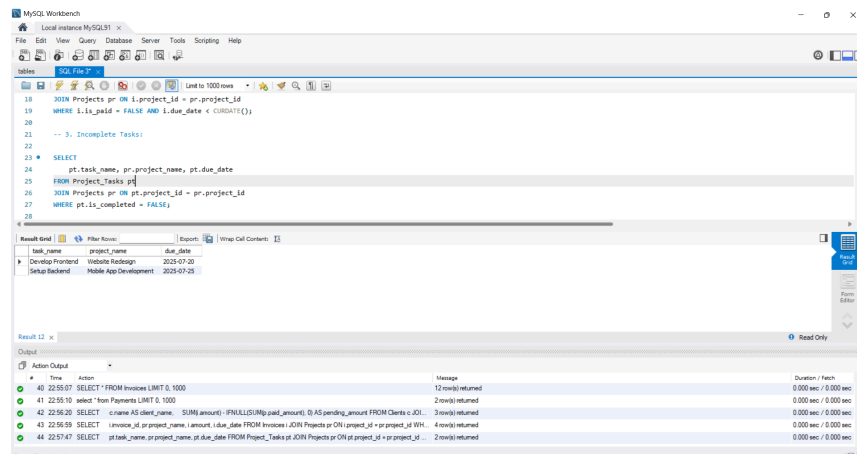 MySQL Workbench
Local instance MySQL91 ×
File Edit View Query Database Server Tools Scripting Help
tables SQL File 3* ×
Limit to 1000 rows
18 JOIN Projects pr ON i.project_id = pr.project_id
19 WHERE i.is_paid = FALSE AND i.due_date < CURDATE();
20
21 -- 3. Incomplete Tasks:
22
23 SELECT
24 pt.task_name, pr.project_name, pt.due_date
25 FROM Project_Tasks pt
26 JOIN Projects pr ON pt.project_id = pr.project_id
27 WHERE pt.is_completed = FALSE;
28
Result Grid Filter Rows: Export: Wrap Cell Content:
task_name project_name due_date
Develop Frontend Website Redesign 2025-07-20
Setup Backend Mobile App Development 2025-07-25
Result Grid
Form Editor
Result 12 × Read Only
Output
Action Output
# Time Action Message Duration / Fetch
40 22:55:07 SELECT * FROM Invoices LIMIT 0, 1000 12 row(s) returned 0.000 sec / 0.000 sec
41 22:55:10 select * from Payments LIMIT 0, 1000 2 row(s) returned 0.000 sec / 0.000 sec
42 22:56:20 SELECT c.name AS client_name, SUM(i.amount) - IFNULL(SUM(p.paid_amount), 0) AS pending_amount FROM Clients c JOI... 3 row(s) returned 0.000 sec / 0.000 sec
43 22:56:59 SELECT i.invoice_id, pr.project_name, i.amount, i.due_date FROM Invoices i JOIN Projects pr ON i.project_id = pr.project_id WH... 4 row(s) returned 0.000 sec / 0.000 sec
44 22:57:47 SELECT pt.task_name, pr.project_name, pt.due_date FROM Project_Tasks pt JOIN Projects pr ON pt.project_id = pr.project_id ... 2 row(s) returned 0.000 sec / 0.000 sec